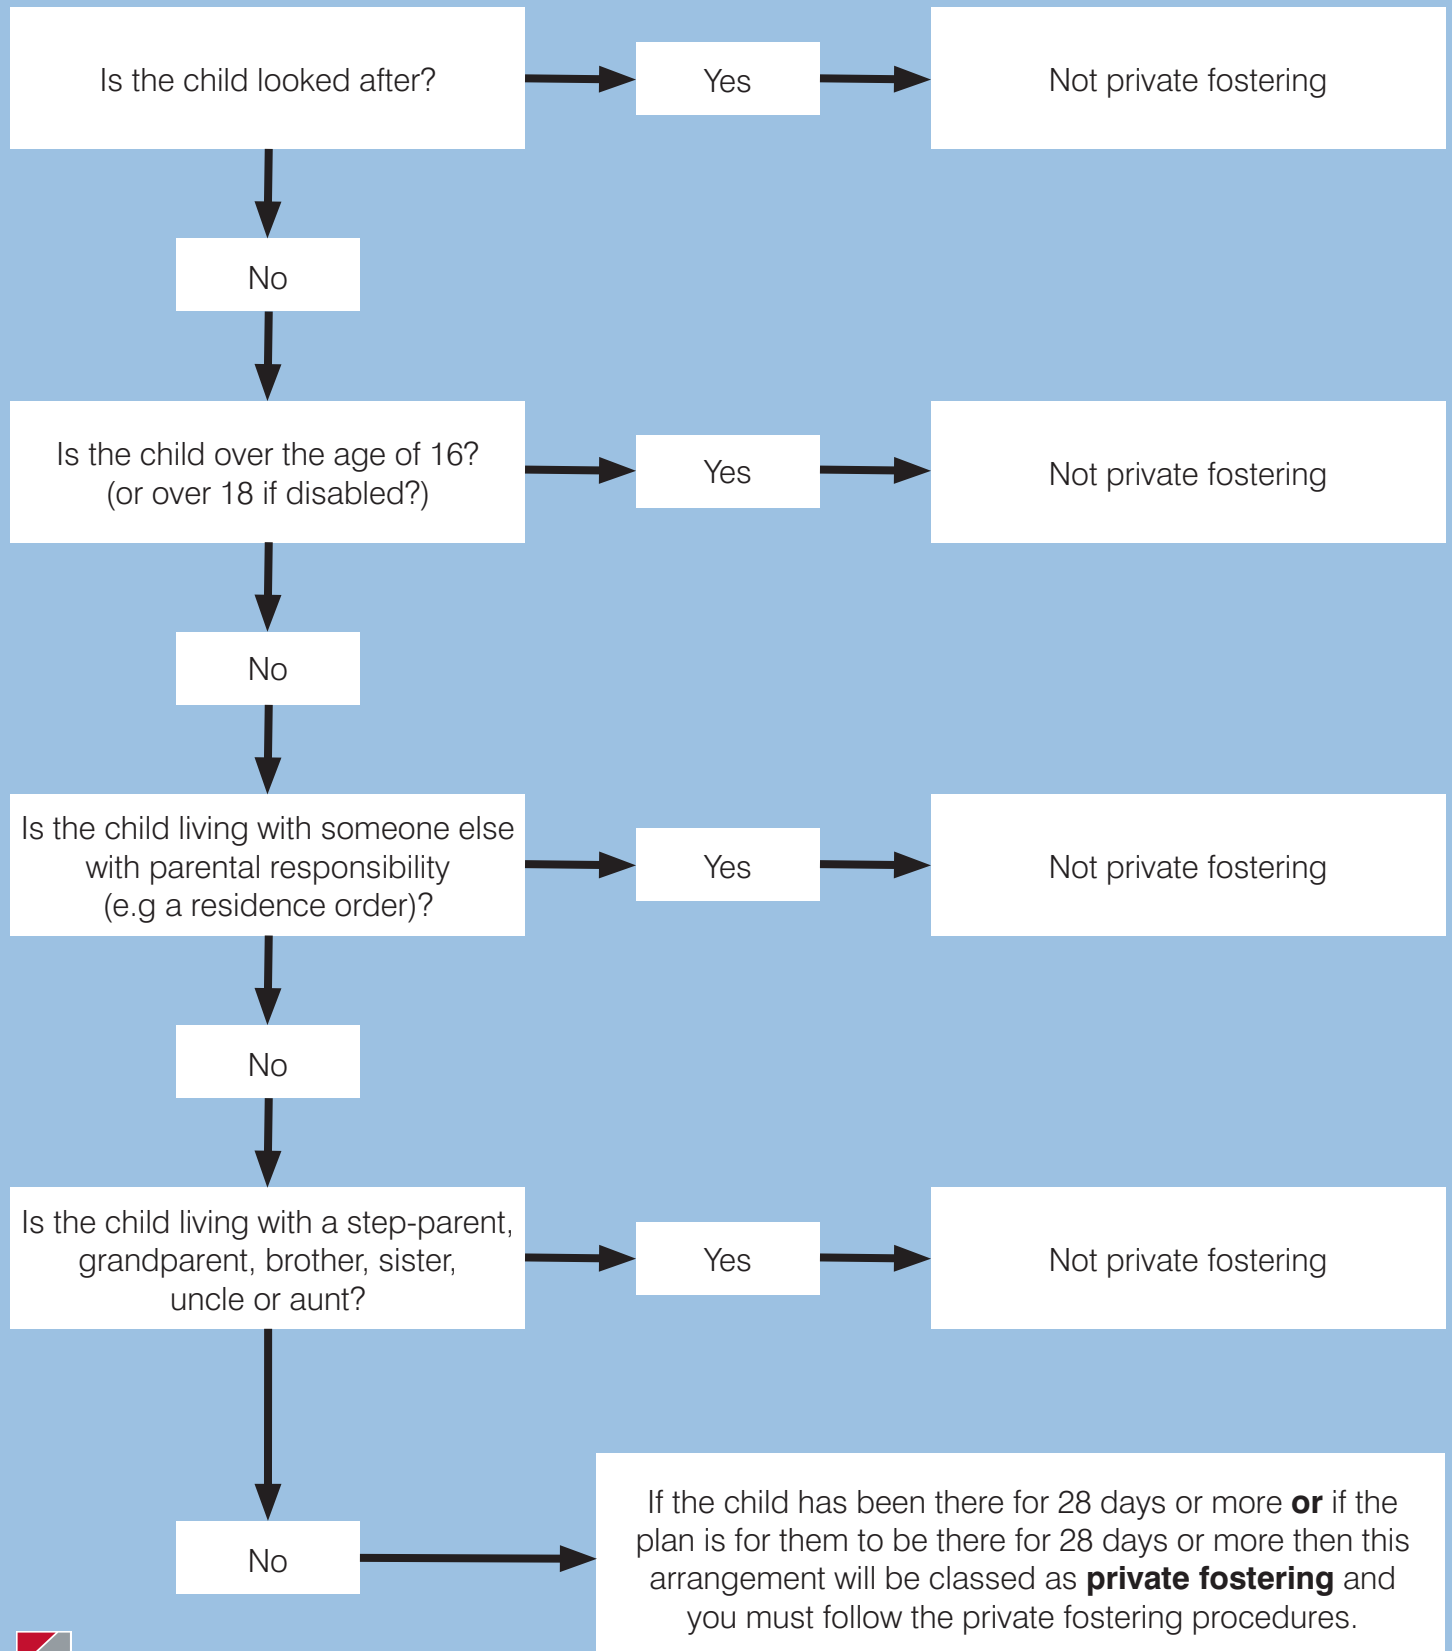 Is the child looked after?
Yes
Not private fostering
No
Is the child over the age of 16?
(or over 18 if disabled?)
Yes
Not private fostering
No
Is the child living with someone else
with parental responsibility
(e.g a residence order)?
Yes
Not private fostering
No
Is the child living with a step-parent,
grandparent, brother, sister,
uncle or aunt?
Yes
Not private fostering
No
If the child has been there for 28 days or more or if the
plan is for them to be there for 28 days or more then this
arrangement will be classed as private fostering and
you must follow the private fostering procedures.